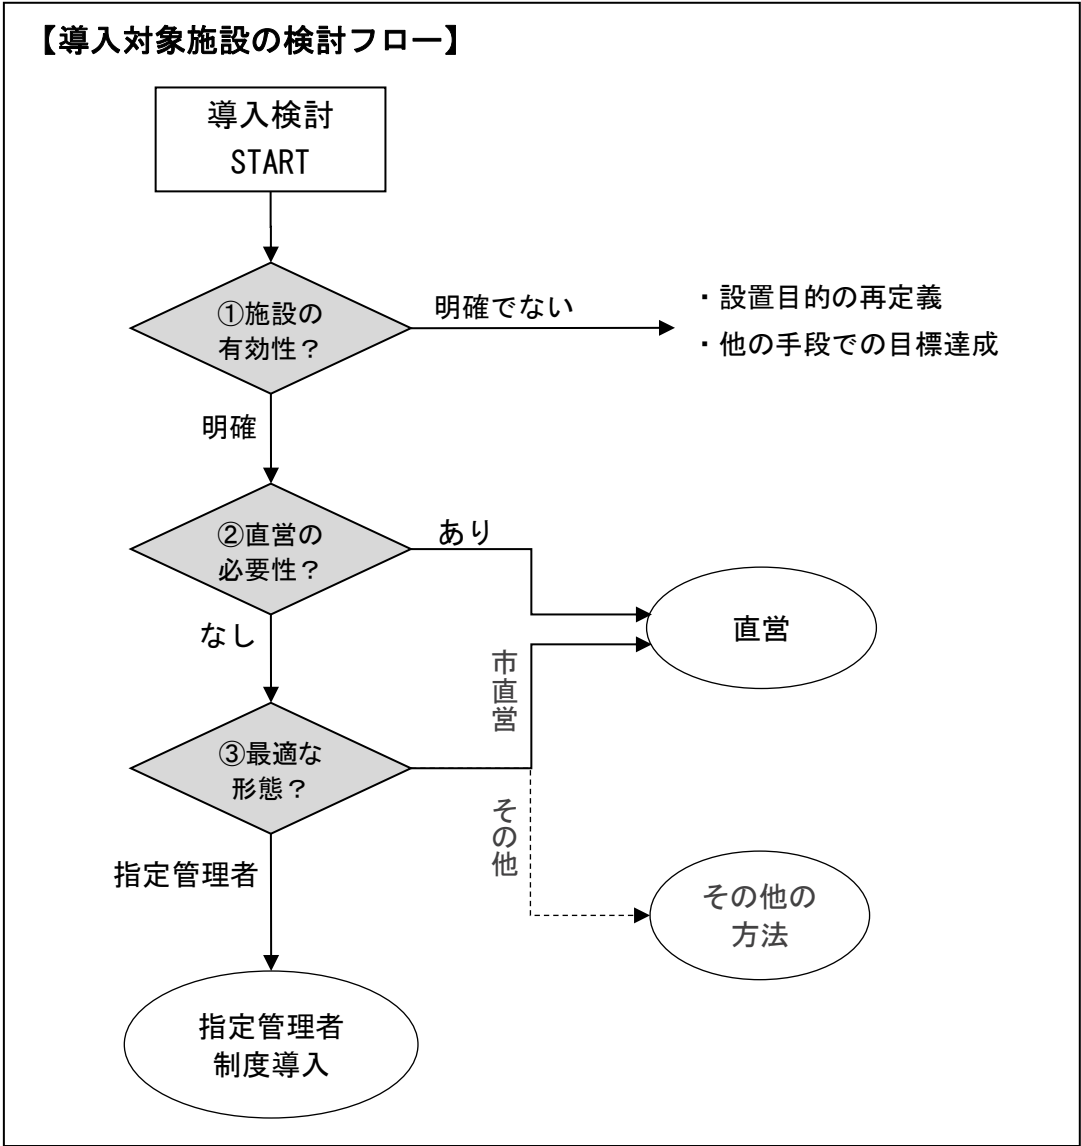 【導入対象施設の検討フロー】
導入検討
START
①施設の
有効性？
明確でない
・設置目的の再定義
・他の手段での目標達成
明確
②直営の
必要性？
あり
直営
なし
市直営
③最適な
形態？
その他
指定管理者
その他の
方法
指定管理者
制度導入